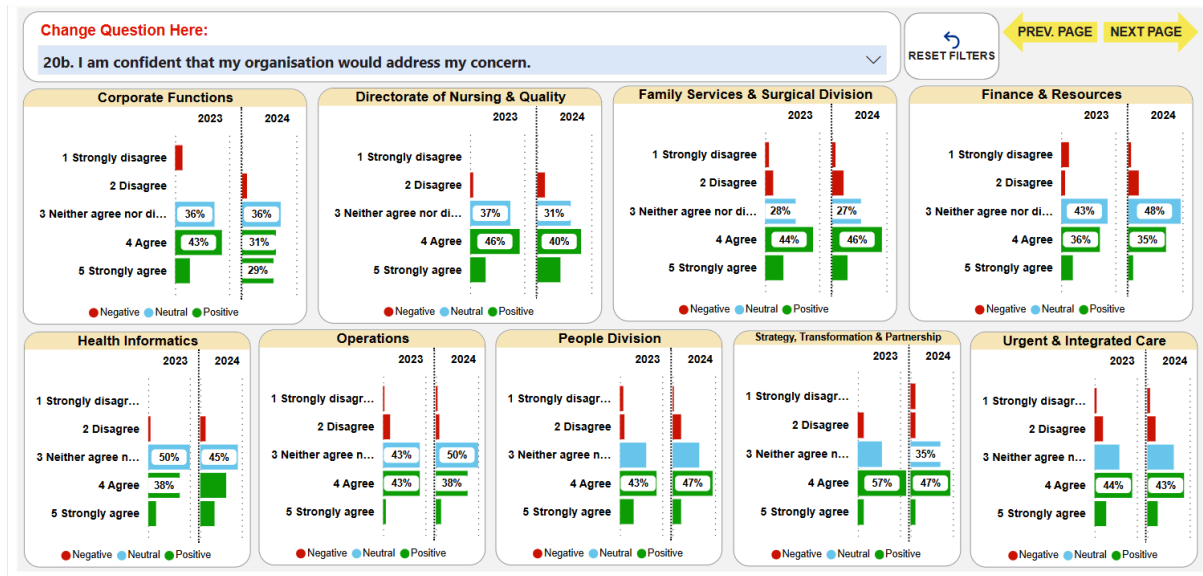 Change Question Here:
20b. I am confident that my organisation would address my concern.
RESET FILTERS
PREV. PAGE
NEXT PAGE
Corporate Functions
2023 2024
1 Strongly disagree
2 Disagree
3 Neither agree nor di... 36% 36%
4 Agree 43% 31%
5 Strongly agree 29%
Negative Neutral Positive
Directorate of Nursing & Quality
2023 2024
1 Strongly disagree
2 Disagree
3 Neither agree nor di... 37% 31%
4 Agree 46% 40%
5 Strongly agree
Negative Neutral Positive
Family Services & Surgical Division
2023 2024
1 Strongly disagree
2 Disagree
3 Neither agree nor di... 28% 27%
4 Agree 44% 46%
5 Strongly agree
Negative Neutral Positive
Finance & Resources
2023 2024
1 Strongly disagree
2 Disagree
3 Neither agree nor di... 43% 48%
4 Agree 36% 35%
5 Strongly agree
Negative Neutral Positive
Health Informatics
2023 2024
1 Strongly disagr...
2 Disagree
3 Neither agree n... 50% 45%
4 Agree 38%
5 Strongly agree
Negative Neutral Positive
Operations
2023 2024
1 Strongly disagr...
2 Disagree
3 Neither agree n... 43% 50%
4 Agree 43% 38%
5 Strongly agree
Negative Neutral Positive
People Division
2023 2024
1 Strongly disagr...
2 Disagree
3 Neither agree n...
4 Agree 43% 47%
5 Strongly agree
Negative Neutral Positive
Strategy, Transformation & Partnership
2023 2024
1 Strongly disagr...
2 Disagree
3 Neither agree n... 35%
4 Agree 57% 47%
5 Strongly agree
Negative Neutral Positive
Urgent & Integrated Care
2023 2024
1 Strongly disagr...
2 Disagree
3 Neither agree n...
4 Agree 44% 43%
5 Strongly agree
Negative Neutral Positive